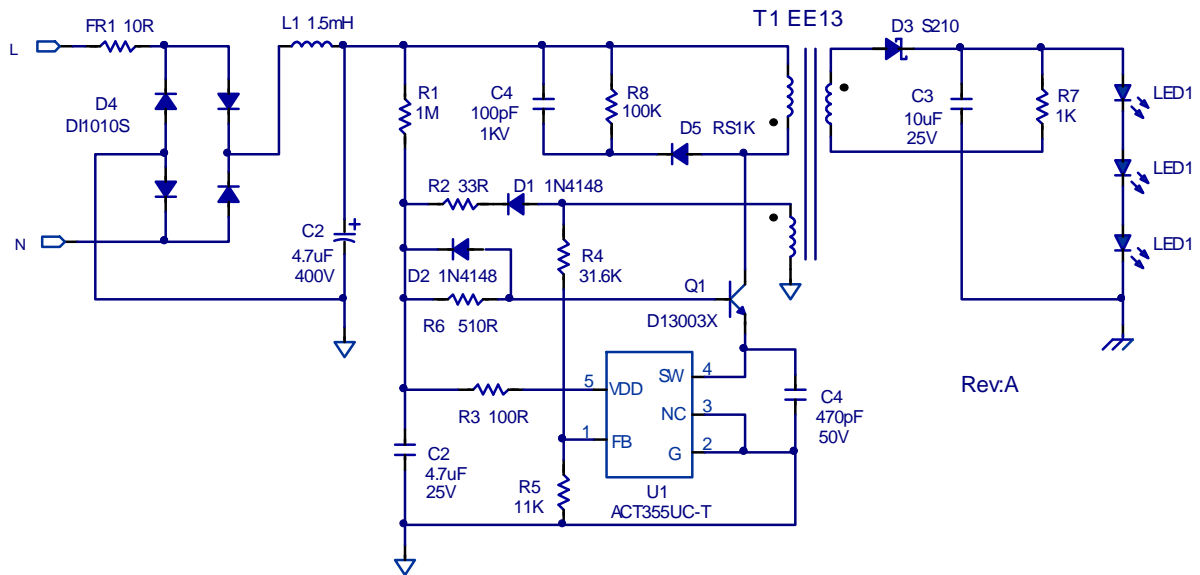 T1 EE13
L
FR1 10R
L1 1.5mH
D3 S210
D4
DI1010S
R1
1M
C4
100pF
1KV
R8
100K
D5 RS1K
C3
10uF
25V
R7
1K
LED1
LED1
LED1
R2 33R
D1 1N4148
N
C2
4.7uF
400V
D2 1N4148
R4
31.6K
R6 510R
Q1
D13003X
R3 100R
5
VDD
SW
4
NC
3
1
FB
G
2
C4
470pF
50V
Rev:A
C2
4.7uF
25V
R5
11K
U1
ACT355UC-T
+